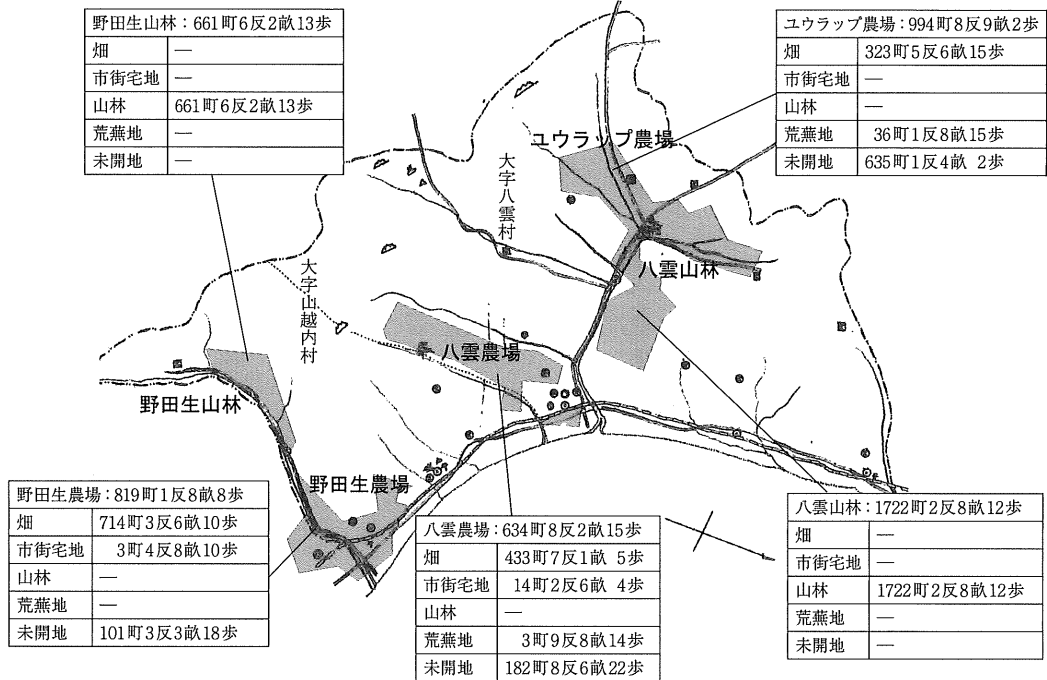 野田生山林：661町6反2畝13歩
畑 —
市街宅地 —
山林 661町6反2畝13歩
荒蕪地 —
未開地 —
ユウラップ農場：994町8反9畝2歩
畑 323町5反6畝15歩
市街宅地 —
山林 —
荒蕪地 36町1反8畝15歩
未開地 635町1反4畝 2歩
ユウラップ農場
大字八雲村
八雲山林
大字山越内村
八雲農場
野田生山林
野田生農場
野田生農場：819町1反8畝8歩
畑 714町3反6畝10歩
市街宅地 3町4反8畝10歩
山林 —
荒蕪地 —
未開地 101町3反3畝18歩
八雲農場：634町8反2畝15歩
畑 433町7反1畝 5歩
市街宅地 14町2反6畝 4歩
山林 —
荒蕪地 3町9反8畝14歩
未開地 182町8反6畝22歩
八雲山林：1722町2反8畝12歩
畑 —
市街宅地 —
山林 1722町2反8畝12歩
荒蕪地 —
未開地 —